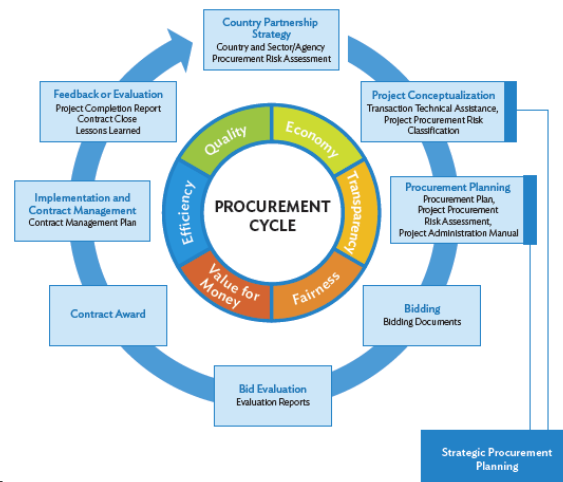 Country Partnership
Strategy
Country and Sector/Agency
Procurement Risk Assessment
Project Conceptualization
Transaction Technical Assistance,
Project Procurement Risk
Classification
Procurement Planning
Procurement Plan,
Project Procurement
Risk Assessment,
Project Administration Manual
Bidding
Bidding Documents
Bid Evaluation
Evaluation Reports
Contract Award
Implementation and
Contract Management
Contract Management Plan
Feedback or Evaluation
Project Completion Report
Contract Close
Lessons Learned
PROCUREMENT
CYCLE
Quality
Economy
Transparency
Fairness
Value for
Money
Efficiency
Strategic Procurement
Planning